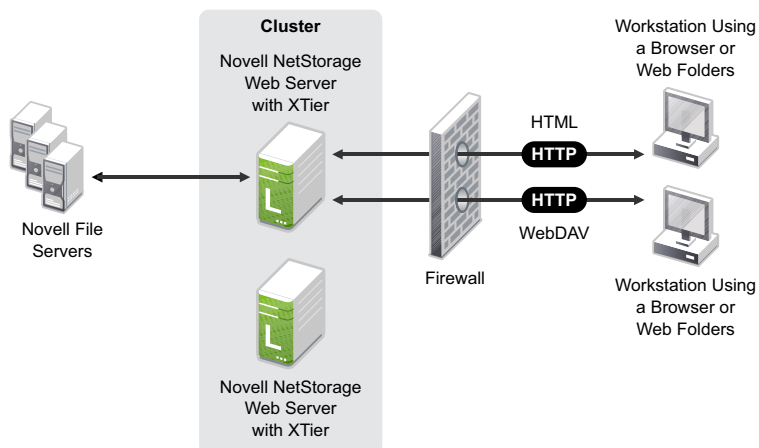 Cluster
Novell NetStorage
Web Server
with XTier
Novell File
Servers
L
L
Novell NetStorage
Web Server
with XTier
Firewall
HTML
HTTP
HTTP
WebDAV
Workstation Using
a Browser or
Web Folders
Workstation Using
a Browser or
Web Folders